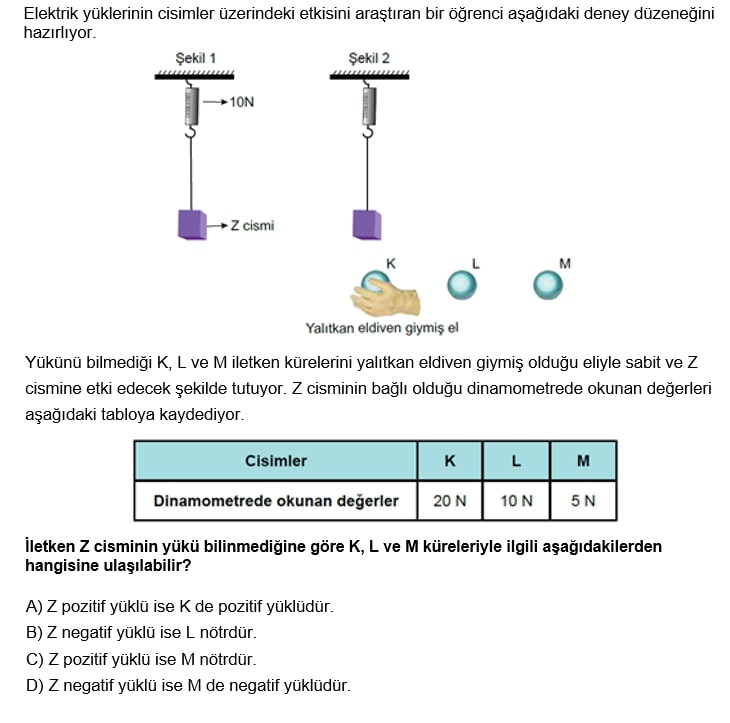 Elektrik yüklerinin cisimler üzerindeki etkisini araştıran bir öğrenci aşağıdaki deney düzeneğini
hazırlıyor.
Şekil 1
Şekil 2
10N
Z cismi
K
L
M
Yalıtkan eldiven giymiş el
Yükünü bilmediği K, L ve M iletken kürelerini yalıtkan eldiven giymiş olduğu eliyle sabit ve Z
cismine etki edecek şekilde tutuyor. Z cisminin bağlı olduğu dinamometrede okunan değerleri
aşağıdaki tabloya kaydediyor.
Cisimler K L M
Dinamometrede okunan değerler 20 N 10 N 5 N
İletken Z cisminin yükü bilinmediğine göre K, L ve M küreleriyle ilgili aşağıdakilerden
hangisine ulaşılabilir?
A) Z pozitif yüklü ise K de pozitif yüklüdür.
B) Z negatif yüklü ise L nötrdür.
C) Z pozitif yüklü ise M nötrdür.
D) Z negatif yüklü ise M de negatif yüklüdür.